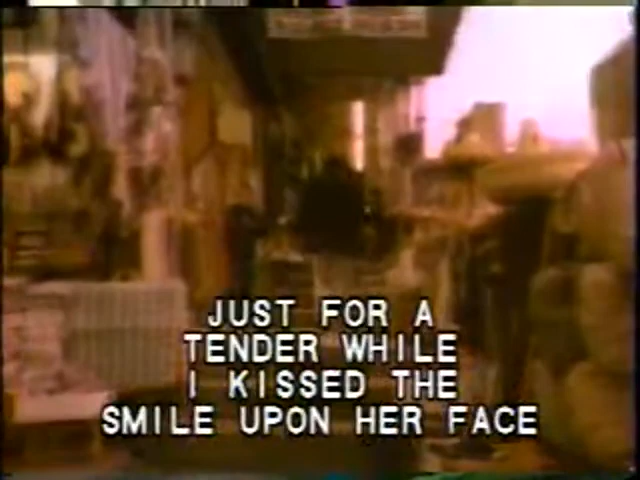 JUST FOR A
TENDER WHILE
I KISSED THE
SMILE UPON HER FACE